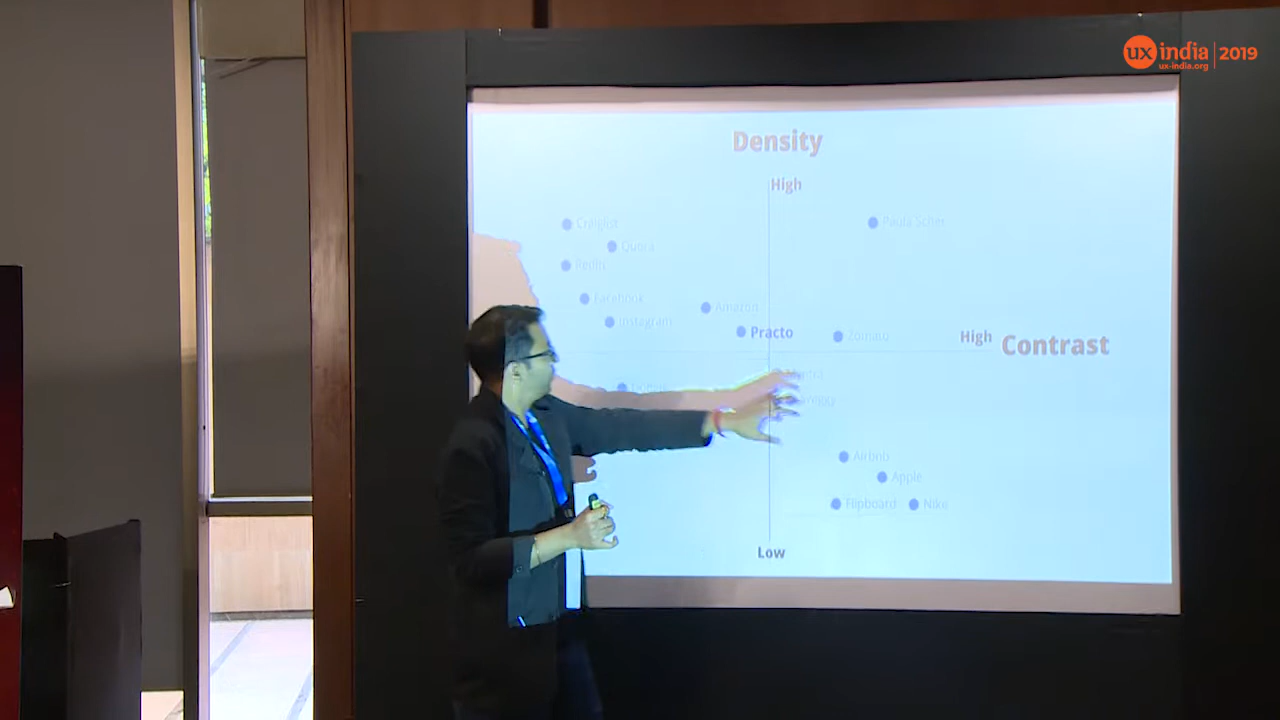 ux india 2019
ux-india.org
Density
High
Craiglist
Paula Scher
Quora
Reditt
Facebook
Amazon
Instagram
Practo
Zomato
High
Contrast
Airbnb
Apple
Flipboard
Nike
Low